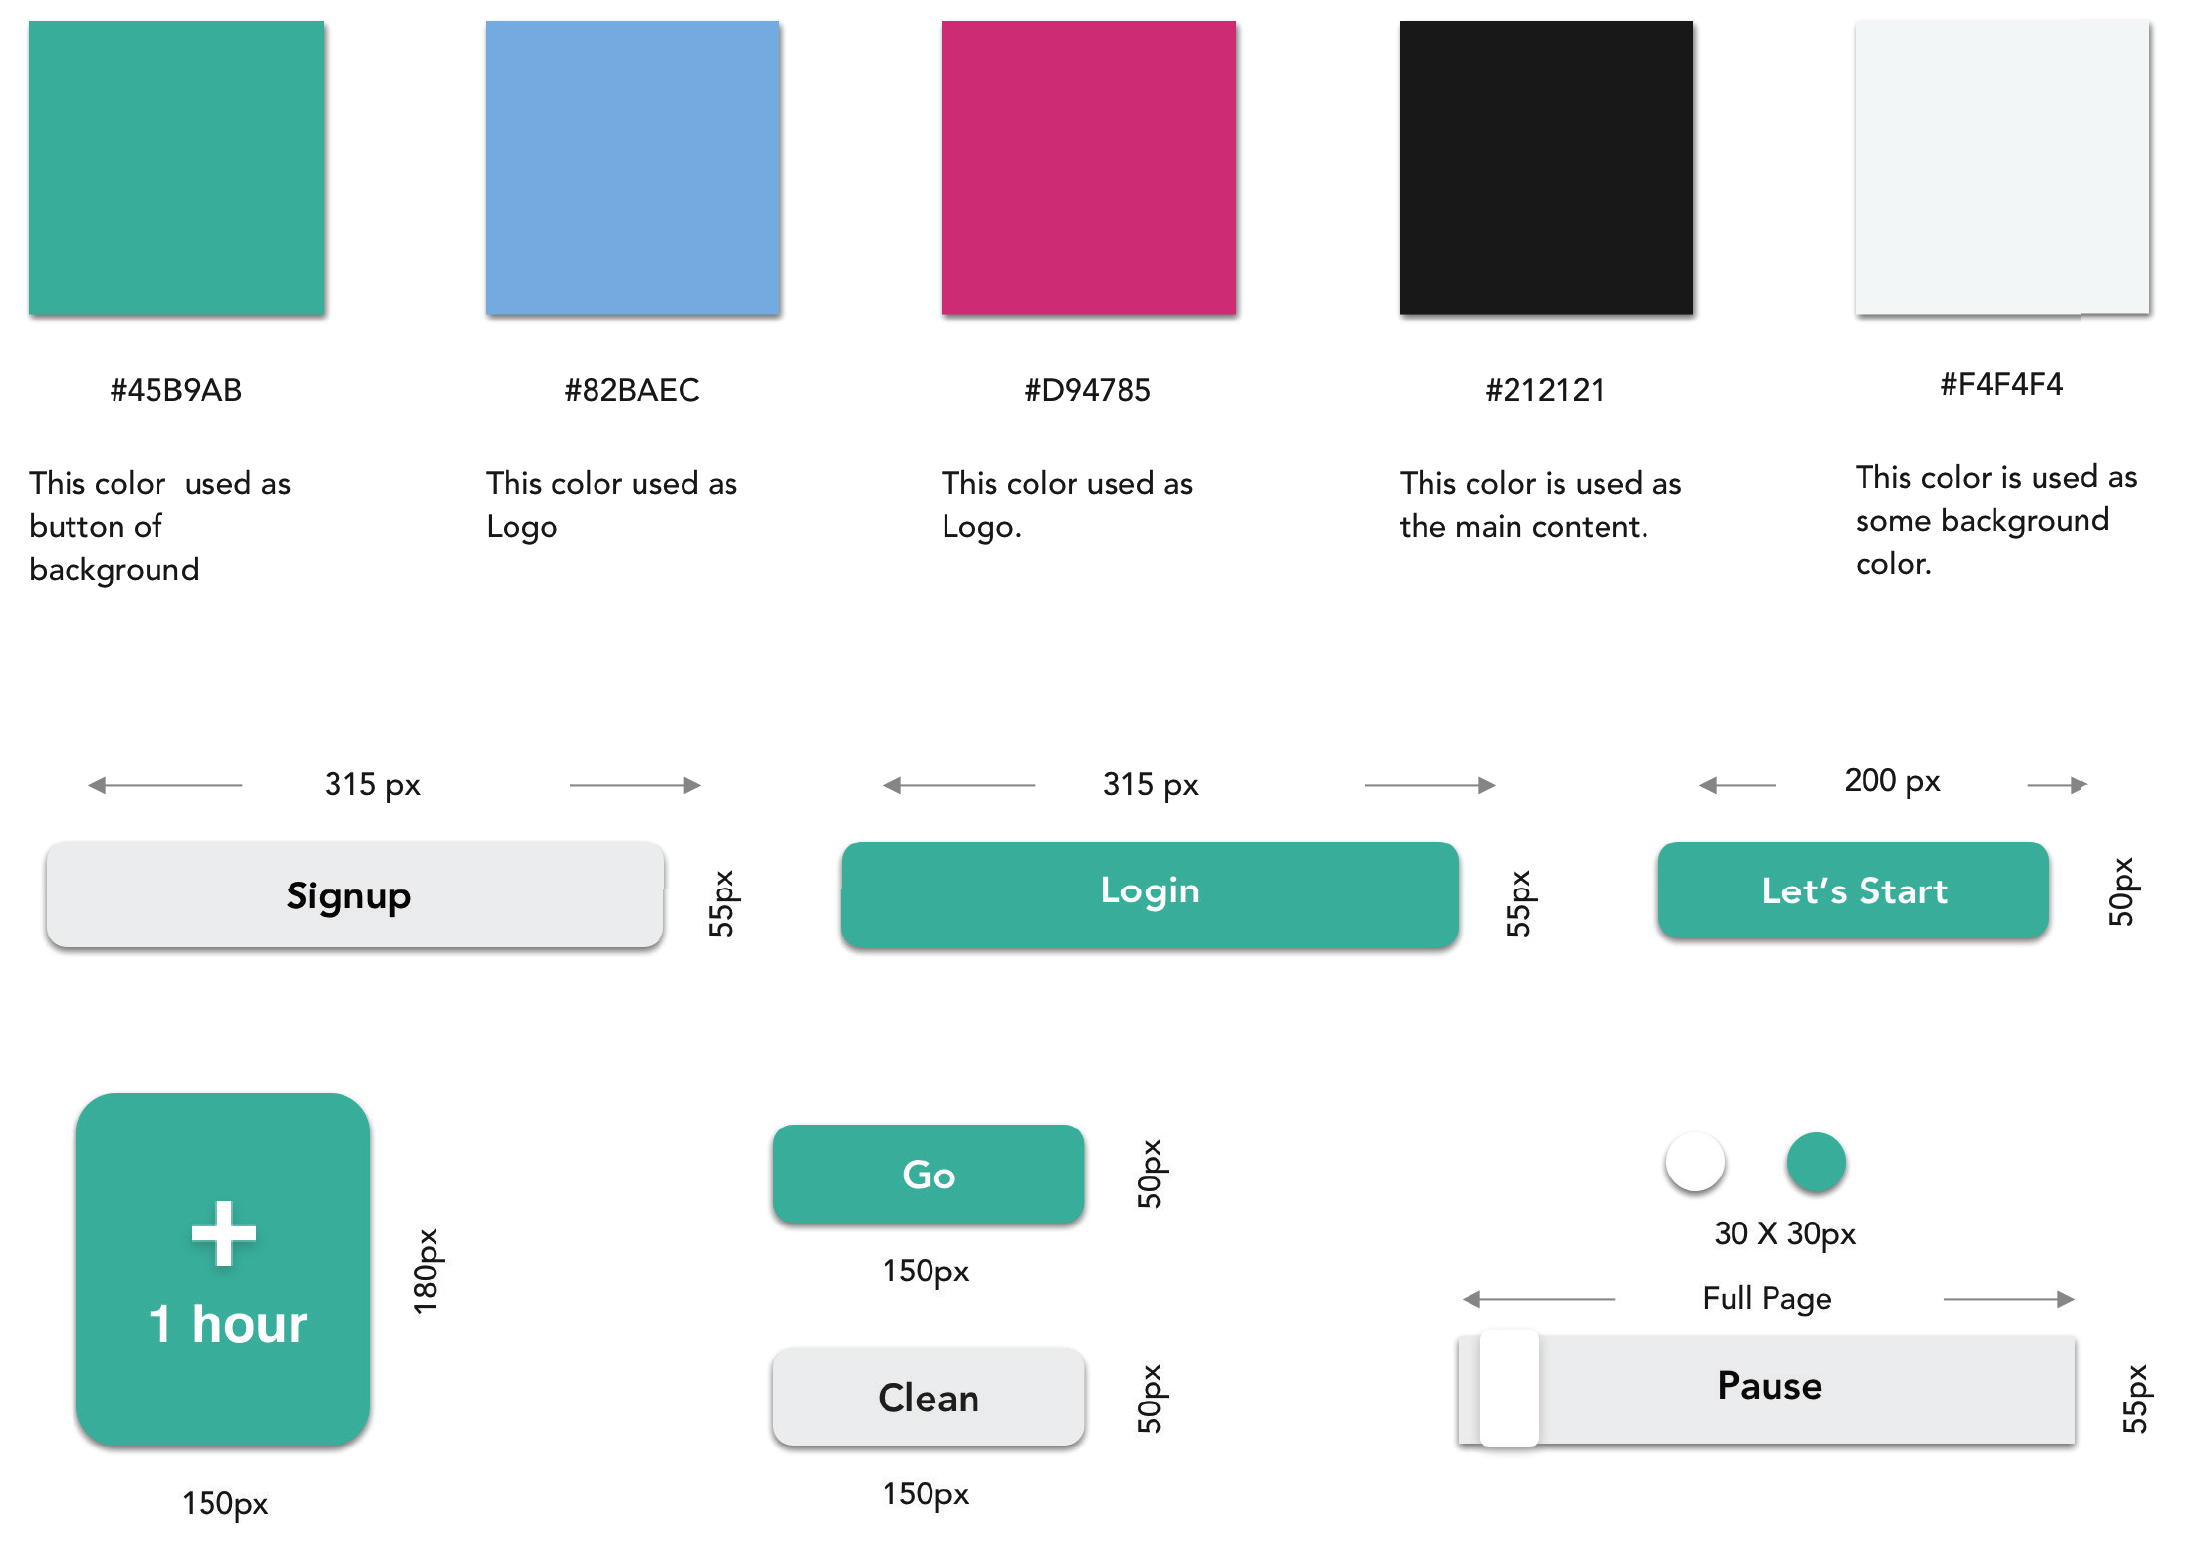 #45B9AB
#82BAEC
#D94785
#212121
#F4F4F4
This color  used as
button of
background
This color used as
Logo
This color used as
Logo.
This color is used as
the main content.
This color is used as
some background
color.
315 px
315 px
200 px
Signup
55px
Login
55px
Let's Start
50px
1 hour
180px
150px
Go
50px
150px
Clean
50px
150px
30 X 30px
Full Page
Pause
55px